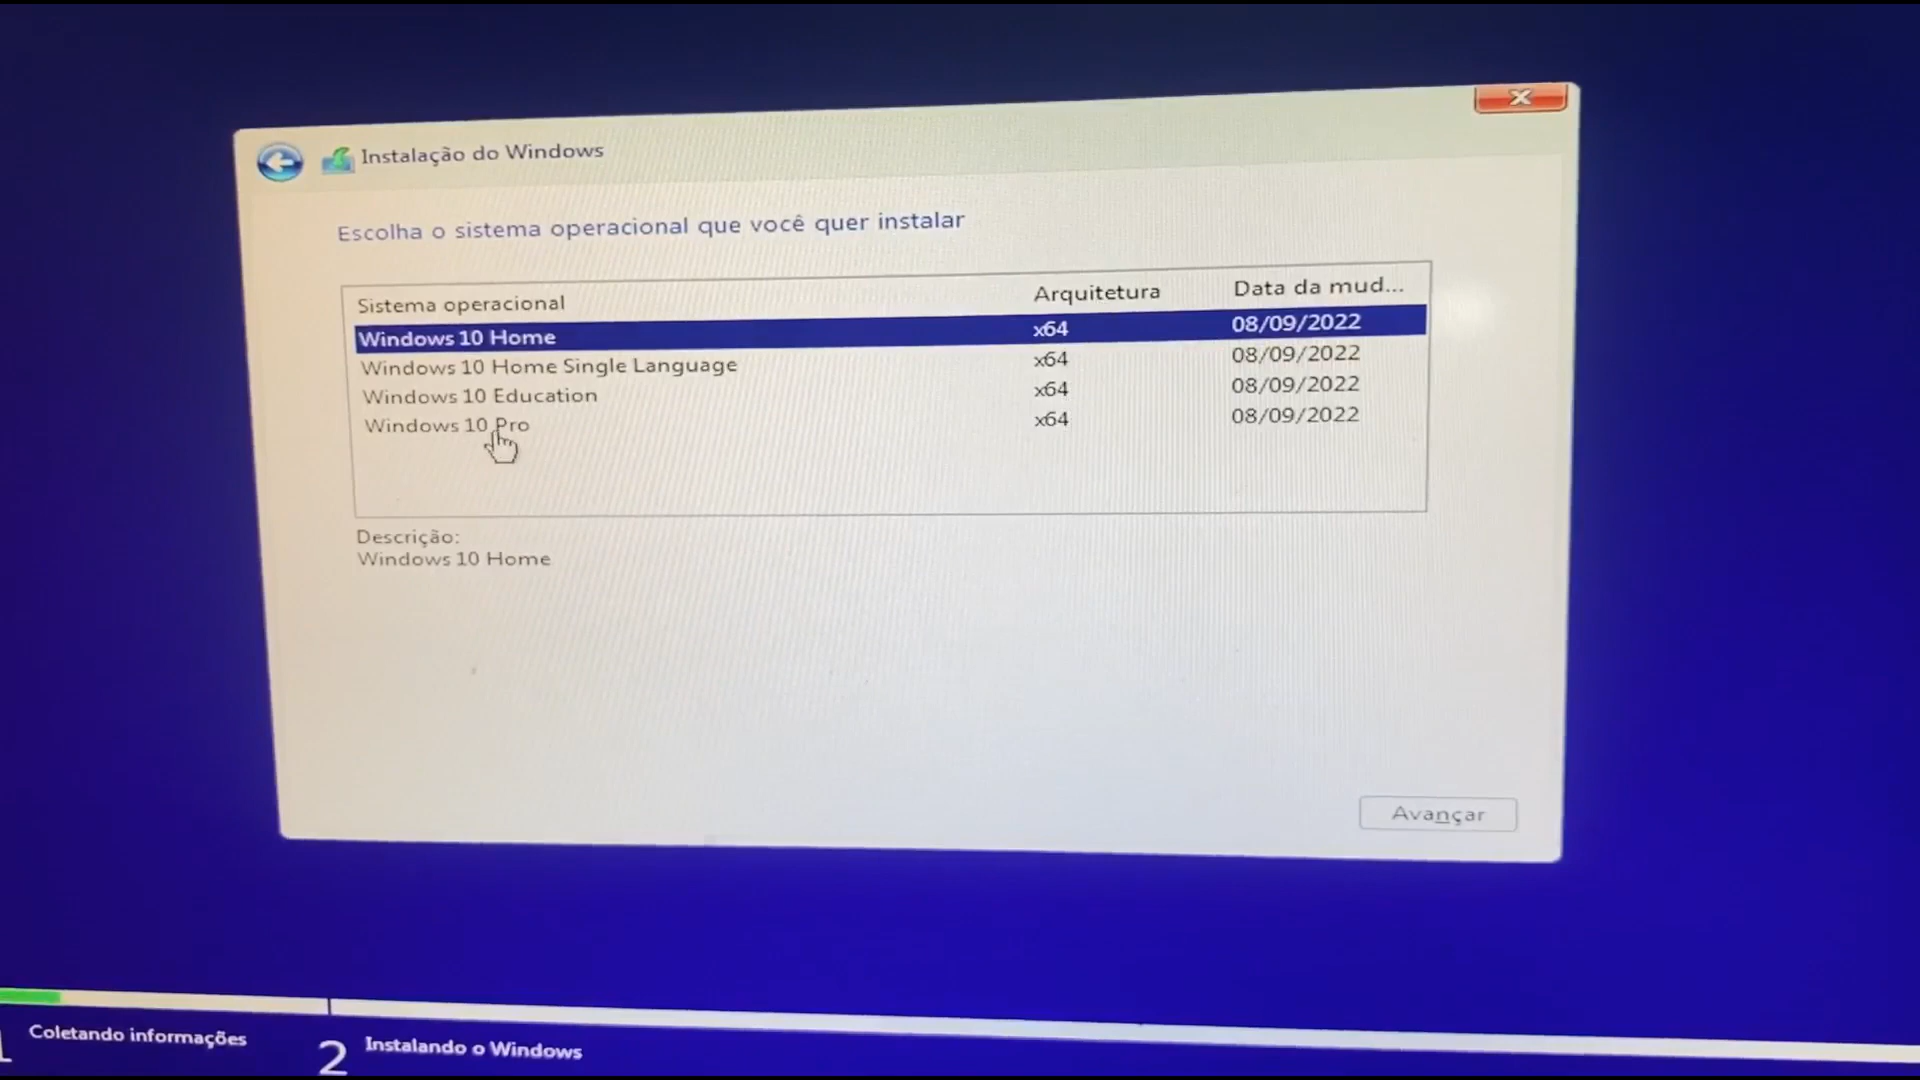 Instalação do Windows
Escolha o sistema operacional que você quer instalar
Sistema operacional Arquitetura Data da mud...
Windows 10 Home x64 08/09/2022
Windows 10 Home Single Language x64 08/09/2022
Windows 10 Education x64 08/09/2022
Windows 10 Pro x64 08/09/2022
Descrição:
Windows 10 Home
Avançar
1 Coletando informações
2 Instalando o Windows